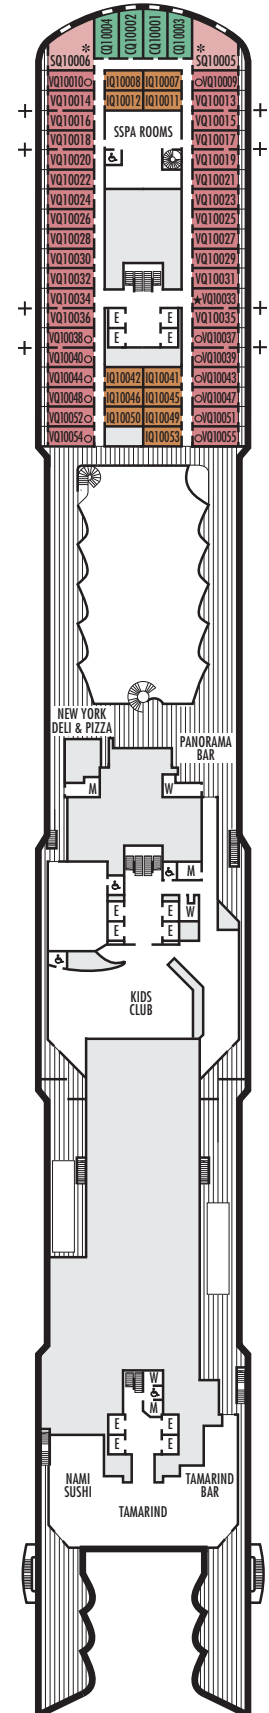 IQ10004 IQ10002 IQ10001 IQ10003
* *
SQ10006 SQ10005
VQ10010 IQ10008 IQ10007 VQ10009
VQ10014 IQ10012 IQ10011 VQ10013
VQ10016 VQ10015
SSPA ROOMS
VQ10018 VQ10017
VQ10020 VQ10019
VQ10022 VQ10021
VQ10024 VQ10023
VQ10026 VQ10025
VQ10028 VQ10027
VQ10030 VQ10029
VQ10032 VQ10031
VQ10034 ★VQ10033
VQ10036 E E VQ10035
VQ10038 E E VQ10037
VQ10040 VQ10039
VQ10044 IQ10042 IQ10041 VQ10043
VQ10048 IQ10046 IQ10045 VQ10047
VQ10052 IQ10050 IQ10049 VQ10051
VQ10054 IQ10053 VQ10055
NEW YORK
DELI & PIZZA
PANORAMA
BAR
M W
M
E E W
E E
KIDS
CLUB
W
M
E E
E E
NAMI
SUSHI
TAMARIND
BAR
TAMARIND